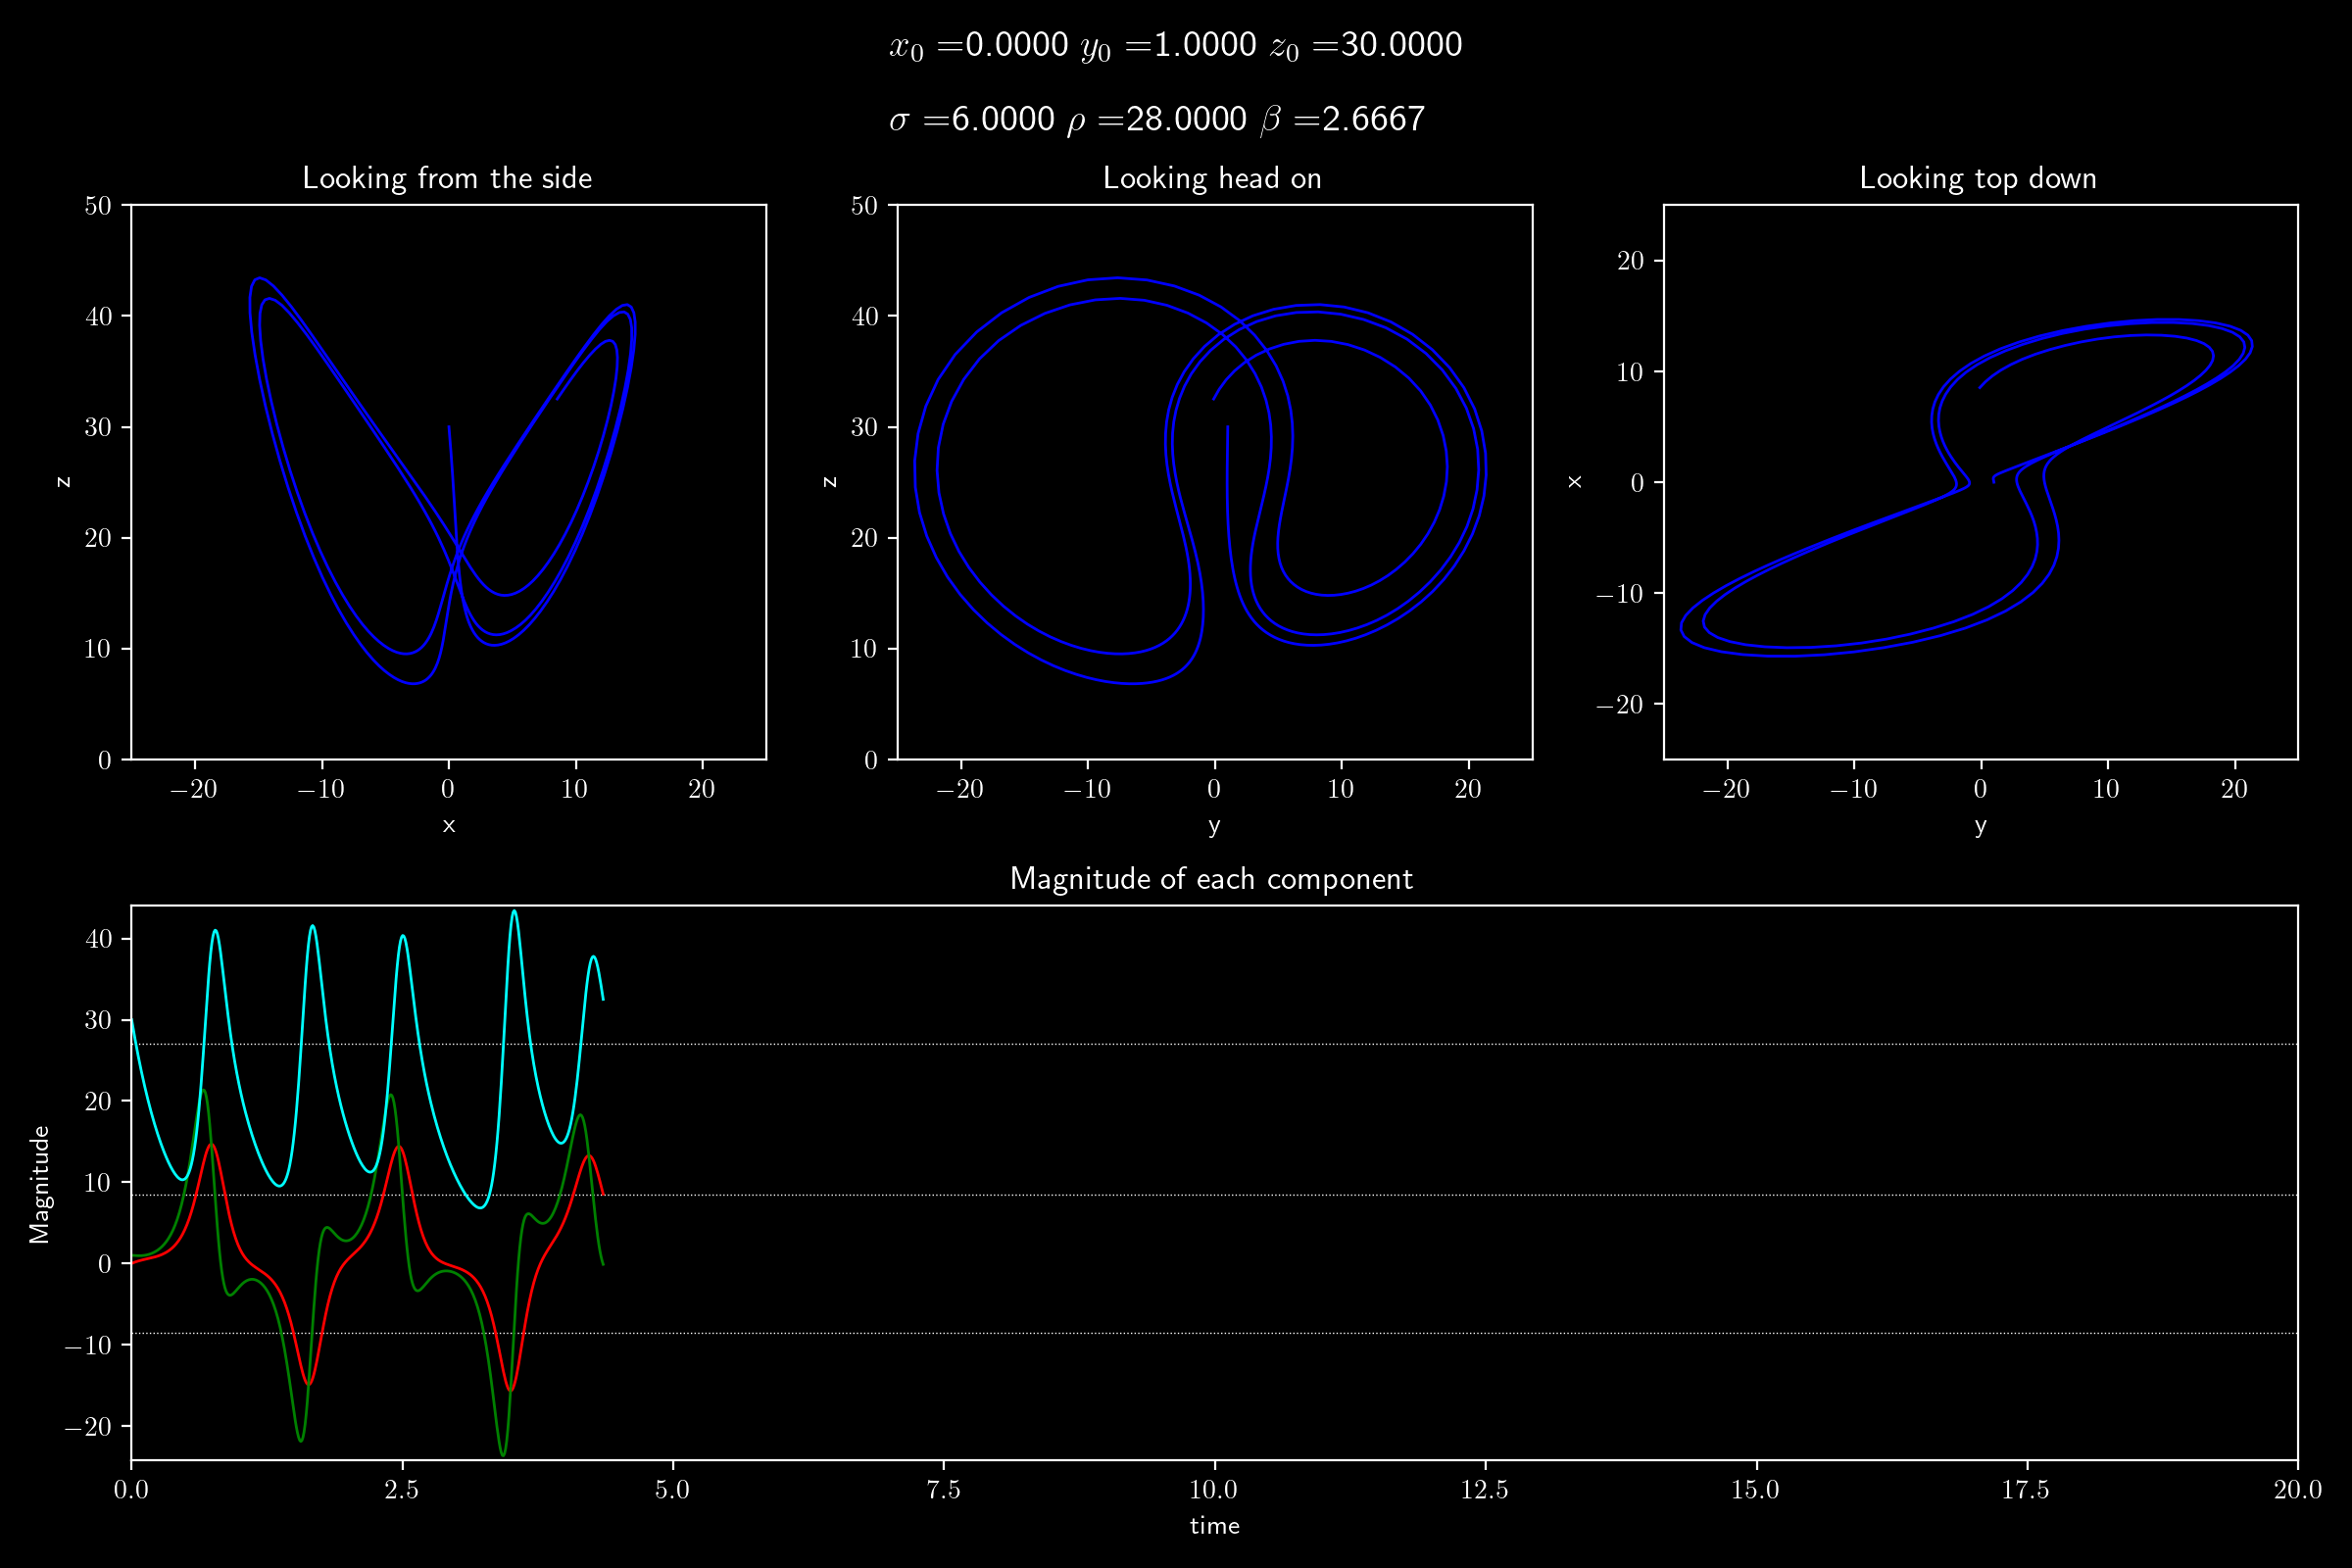 x₀ =0.0000 y₀ =1.0000 z₀ =30.0000
σ =6.0000 ρ =28.0000 β =2.6667
Looking from the side
50
40
30
20
10
0
z
−20 −10 0 10 20
x
Looking head on
50
40
30
20
10
0
z
−20 −10 0 10 20
y
Looking top down
20
10
0
−10
−20
x
−20 −10 0 10 20
y
Magnitude of each component
40
30
20
10
0
−10
−20
Magnitude
0.0 2.5 5.0 7.5 10.0 12.5 15.0 17.5 20.0
time